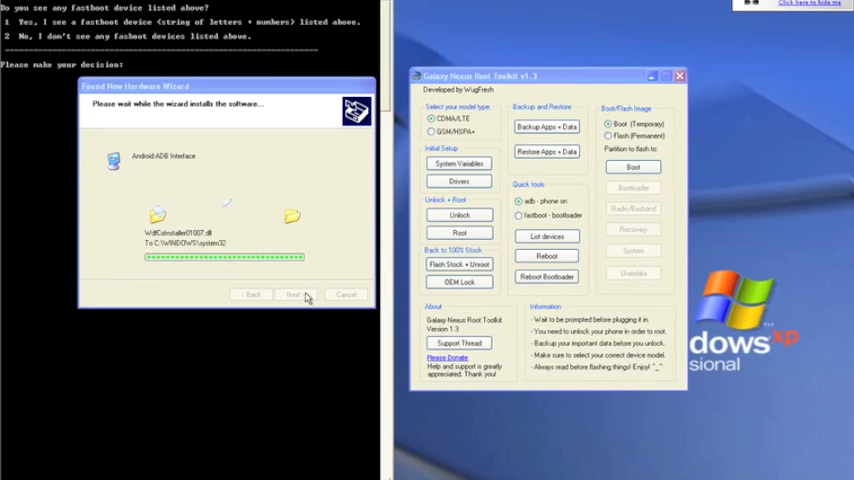 Do you see any fastboot device listed above?
1 Yes, I see a fastboot device <string of letters + numbers> listed above.
2 No, I don't see any fasboot devices listed above.
Please make your decision:
Found New Hardware Wizard
Please wait while the wizard installs the software...
Android ADB Interface
WdfCoInstaller01007.dll
To C:\WINDOWS\system32
< Back
Next >
Cancel
Click here to hide me
Galaxy Nexus Root Toolkit v1.3
Developed by WugFresh
Select your model type
CDMA/LTE
GSM/HSPA+
Initial Setup
System Variables
Drivers
Unlock + Root
Unlock
Root
Back to 100% Stock
Flash Stock + Unroot
OEM Lock
About
Galaxy Nexus Root Toolkit
Version 1.3
Support Thread
Please Donate
Help and support is greatly
appreciated. Thank you!
Backup and Restore
Backup Apps + Data
Restore Apps + Data
Quick tools
adb - phone on
fastboot - bootloader
List devices
Reboot
Reboot Bootloader
Boot/Flash Image
Boot (Temporary)
Flash (Permanent)
Partition to flash to:
Boot
Bootloader
Radio/Baseband
Recovery
System
Userdata
Information
- Wait to be prompted before plugging it in.
- You need to unlock your phone in order to root.
- Backup your important data before you unlock.
- Make sure to select your correct device model.
- Always read before flashing things! Enjoy! ^_^
dows xp
sional